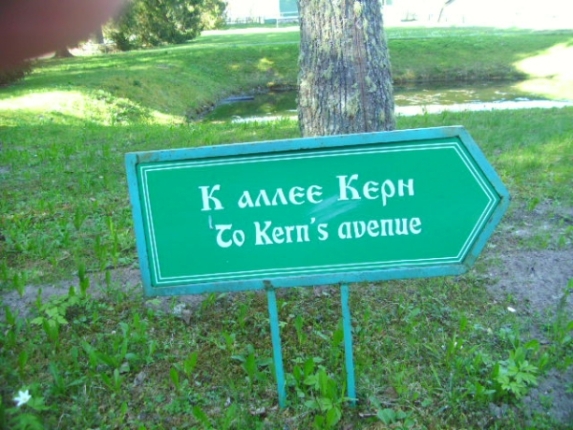 К аллее Керн
To Kern's avenue